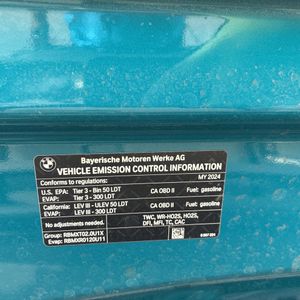 BMW
Bayerische Motoren Werke AG
VEHICLE EMISSION CONTROL INFORMATION
MY 2024
Conforms to regulations:
U.S. EPA: Tier 3 - Bin 50 LDT Fuel: gasoline
EVAP: Tier 3 - 300 LDT CA OBD II
California: LEV III - ULEV 50 LDT Fuel: gasoline
EVAP: LEV III - 300 LDT CA OBD II
No adjustments needed. TWC, WR-HO2S, HO2S,
DFI, MFI, TC, CAC
Group: RBMXT02.0U1X
Evap: RBMXR0120U11